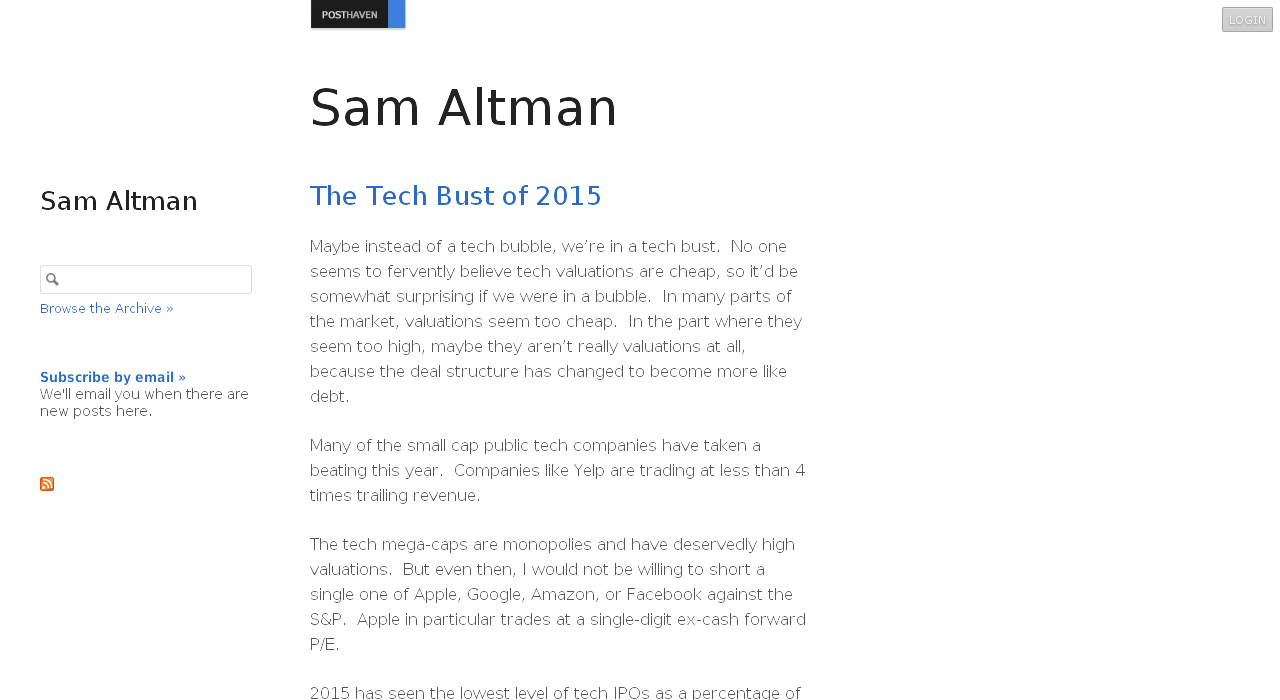 POSTHAVEN
LOGIN
Sam Altman
Sam Altman
Browse the Archive »
Subscribe by email »
We'll email you when there are
new posts here.
The Tech Bust of 2015
Maybe instead of a tech bubble, we’re in a tech bust.  No one
seems to fervently believe tech valuations are cheap, so it’d be
somewhat surprising if we were in a bubble.  In many parts of
the market, valuations seem too cheap.  In the part where they
seem too high, maybe they aren’t really valuations at all,
because the deal structure has changed to become more like
debt.
Many of the small cap public tech companies have taken a
beating this year.  Companies like Yelp are trading at less than 4
times trailing revenue.
The tech mega-caps are monopolies and have deservedly high
valuations.  But even then, I would not be willing to short a
single one of Apple, Google, Amazon, or Facebook against the
S&P.  Apple in particular trades at a single-digit ex-cash forward
P/E.
2015 has seen the lowest level of tech IPOs as a percentage of